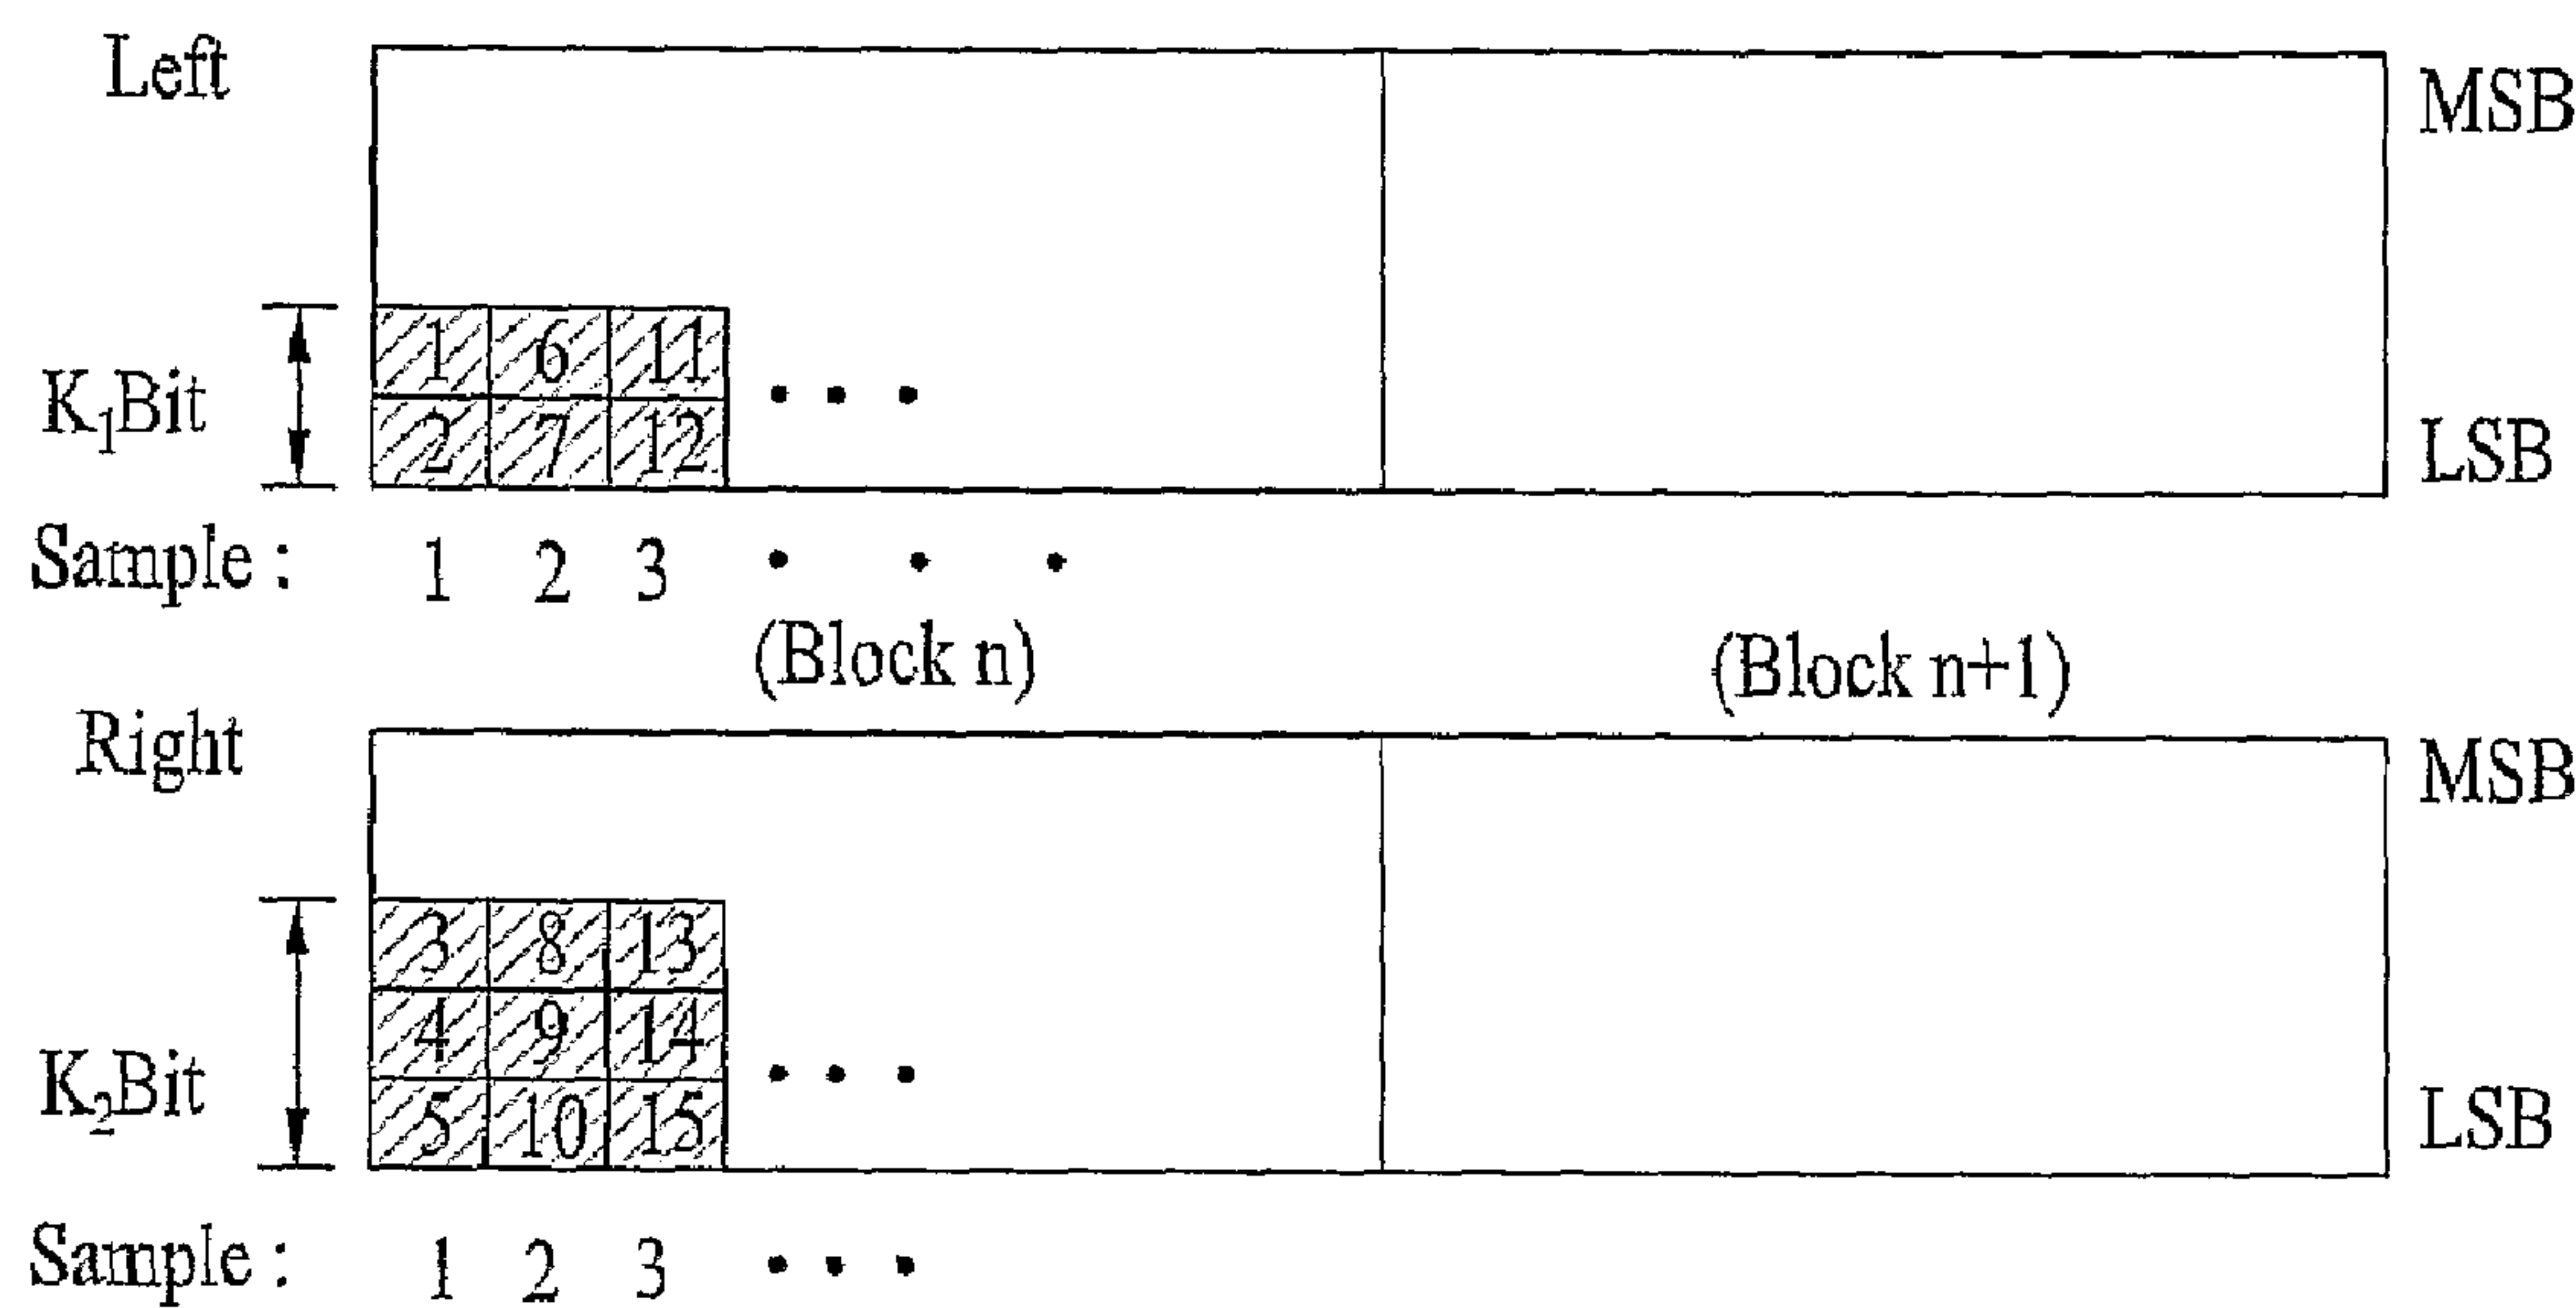 Left
MSB
1 6 11
K₁Bit
2 7 12
LSB
Sample : 1 2 3 • • •
(Block n) (Block n+1)
Right
MSB
3 8 13
4 9 14
K₂Bit
5 10 15
LSB
Sample : 1 2 3 • • •